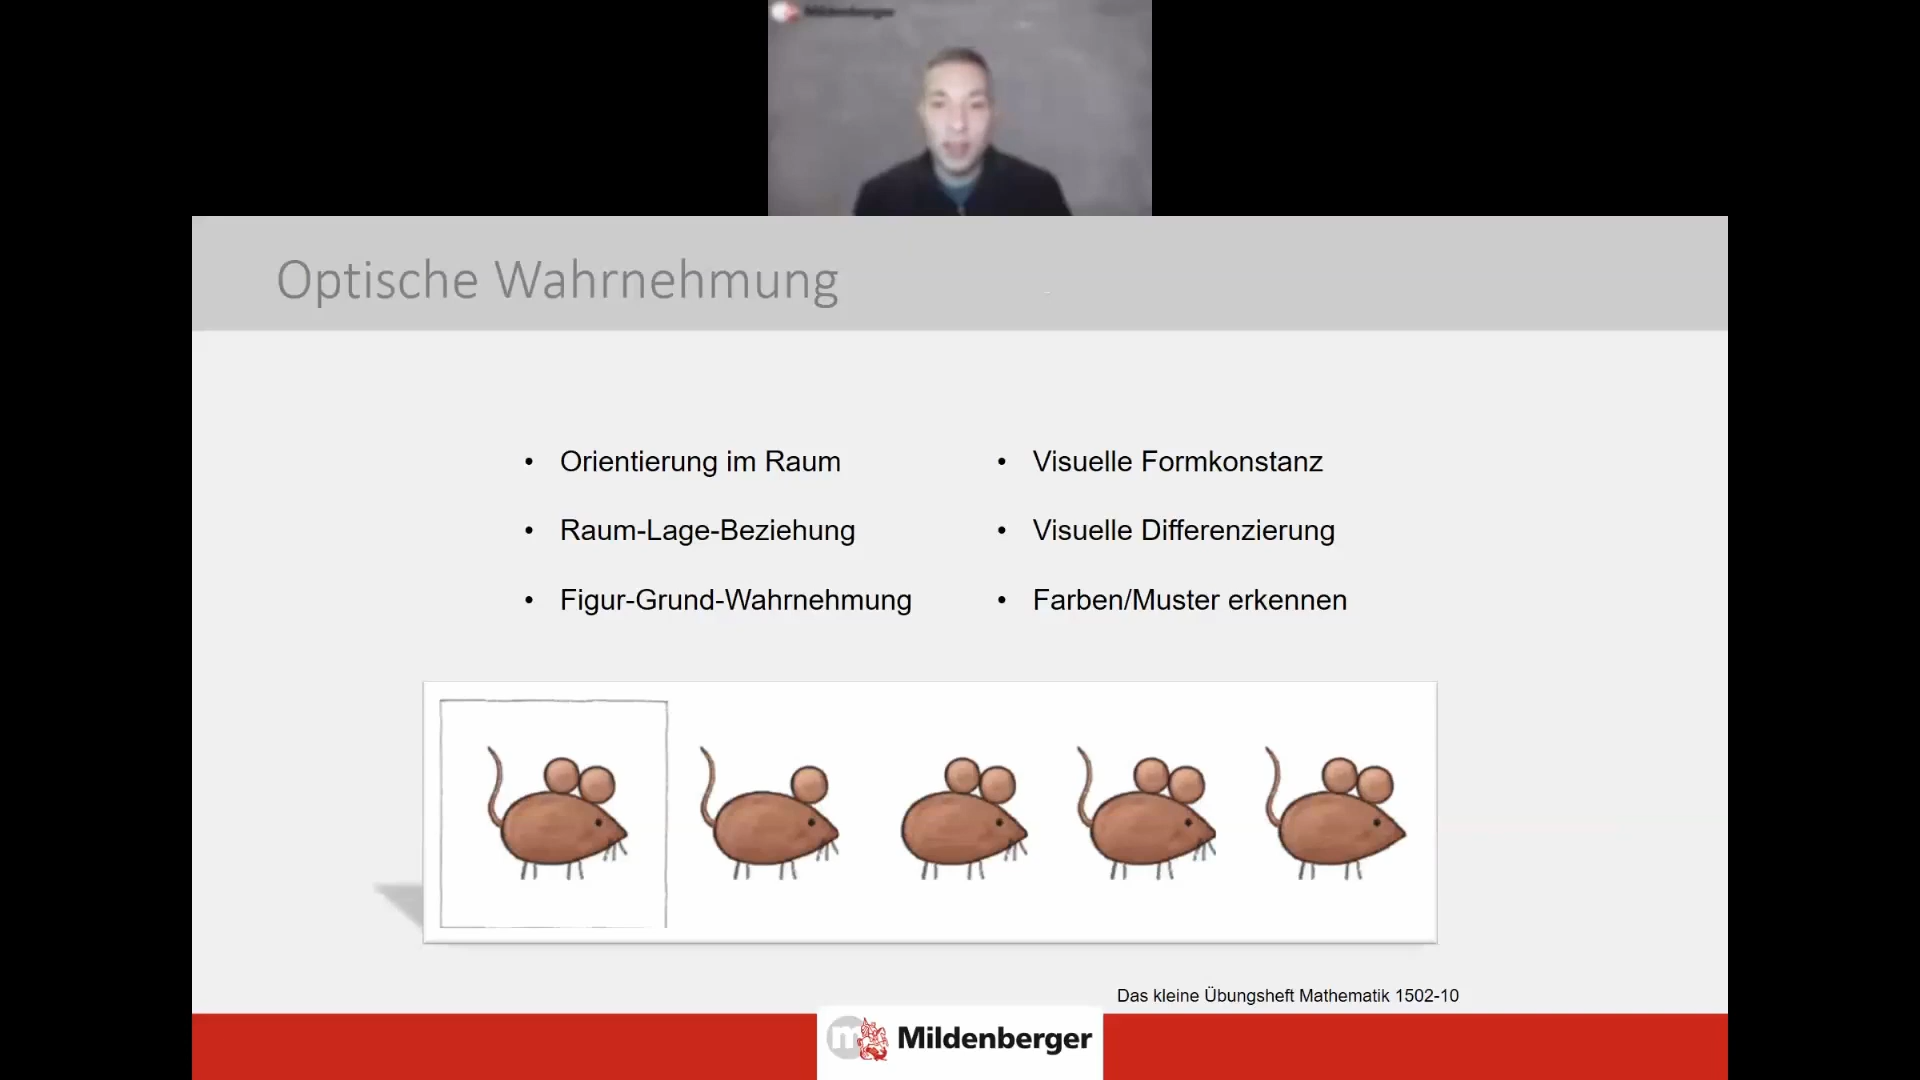 Mildenberger
Optische Wahrnehmung
• Orientierung im Raum
• Raum-Lage-Beziehung
• Figur-Grund-Wahrnehmung
• Visuelle Formkonstanz
• Visuelle Differenzierung
• Farben/Muster erkennen
Das kleine Übungsheft Mathematik 1502-10
m Mildenberger